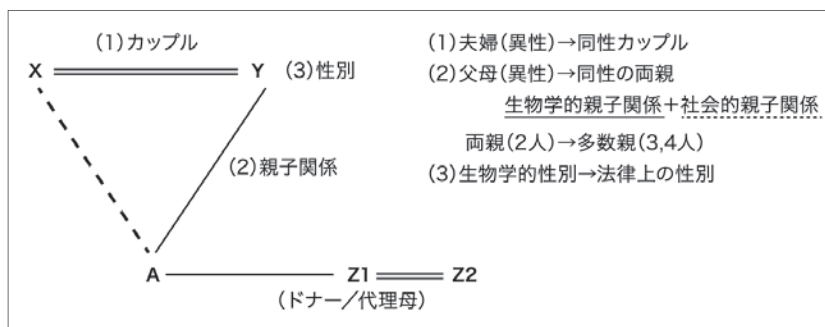 (1)カップル
X
Y
(3)性別
(2)親子関係
A
Z1
Z2
(ドナー/代理母)
(1)夫婦(異性)→同性カップル
(2)父母(異性)→同性の両親
生物学的親子関係+社会的親子関係
両親(2人)→多数親(3,4人)
(3)生物学的性別→法律上の性別